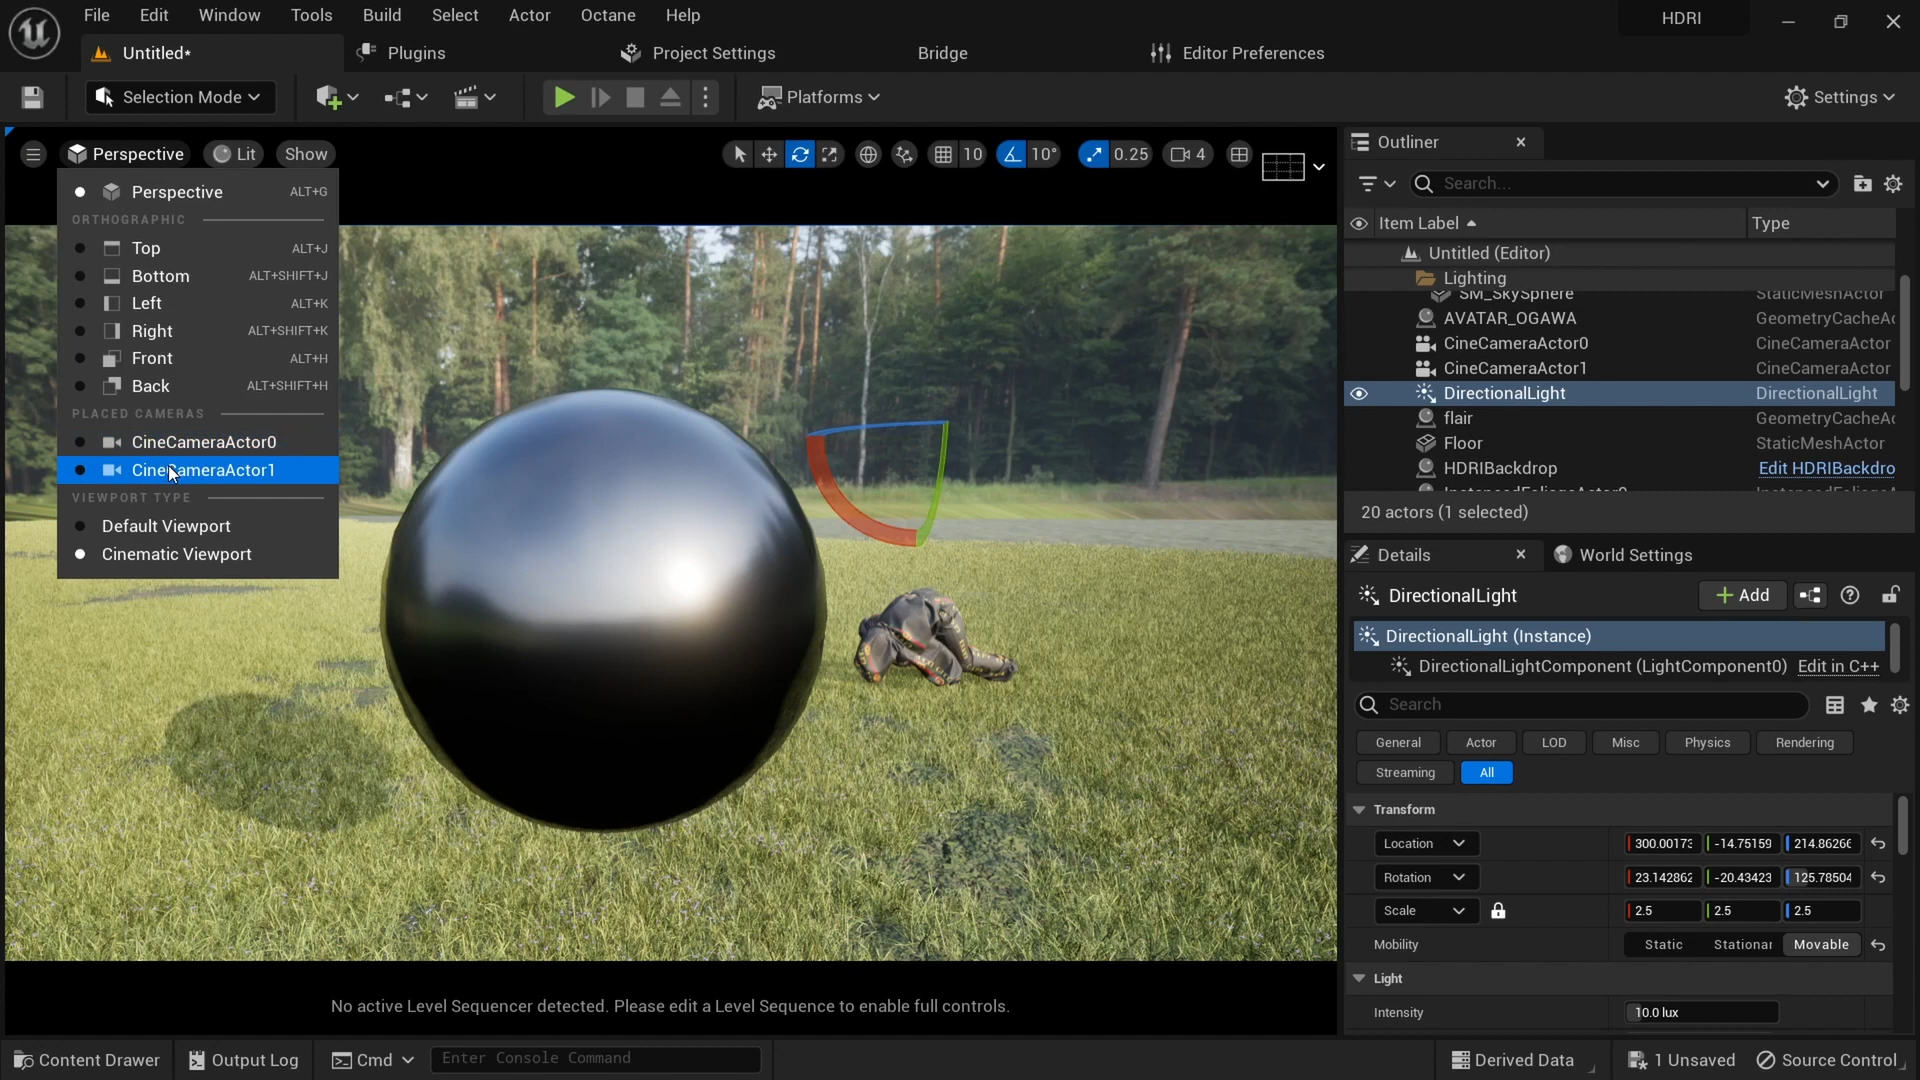 File Edit Window Tools Build Select Actor Octane Help
HDRI
Untitled*
Plugins
Project Settings
Bridge
Editor Preferences
Selection Mode
Platforms
Settings
Perspective
Lit
Show
10
10°
0.25
4
Perspective ALT+G
ORTHOGRAPHIC
Top ALT+J
Bottom ALT+SHIFT+J
Left ALT+K
Right ALT+SHIFT+K
Front ALT+H
Back ALT+SHIFT+H
PLACED CAMERAS
CineCameraActor0
CineCameraActor1
VIEWPORT TYPE
Default Viewport
Cinematic Viewport
No active Level Sequencer detected. Please edit a Level Sequence to enable full controls.
Outliner
Search...
Item Label Type
Untitled (Editor)
Lighting
SM_SkySphere StaticMeshActor
AVATAR_OGAWA GeometryCacheAc
CineCameraActor0 CineCameraActor
CineCameraActor1 CineCameraActor
DirectionalLight DirectionalLight
flair GeometryCacheAc
Floor StaticMeshActor
HDRIBackdrop Edit HDRIBackdro
InstancedFoliageActor0 InstancedFoliageA
20 actors (1 selected)
Details
World Settings
DirectionalLight
Add
DirectionalLight (Instance)
DirectionalLightComponent (LightComponent0) Edit in C++
Search
General Actor LOD Misc Physics Rendering
Streaming All
Transform
Location 300.00173 -14.75159 214.86266
Rotation 23.142862 -20.43423 125.78504
Scale 2.5 2.5 2.5
Mobility Static Stationar Movable
Light
Intensity 10.0 lux
Content Drawer
Output Log
Cmd
Enter Console Command
Derived Data
1 Unsaved
Source Control